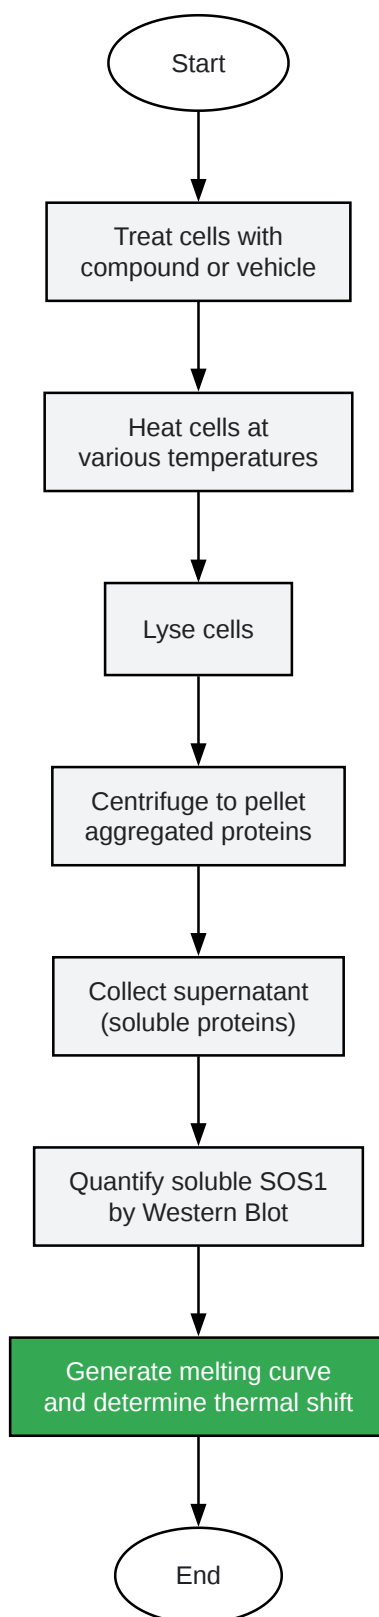 Start
Treat cells with
compound or vehicle
Heat cells at
various temperatures
Lyse cells
Centrifuge to pellet
aggregated proteins
Collect supernatant
(soluble proteins)
Quantify soluble SOS1
by Western Blot
Generate melting curve
and determine thermal shift
End